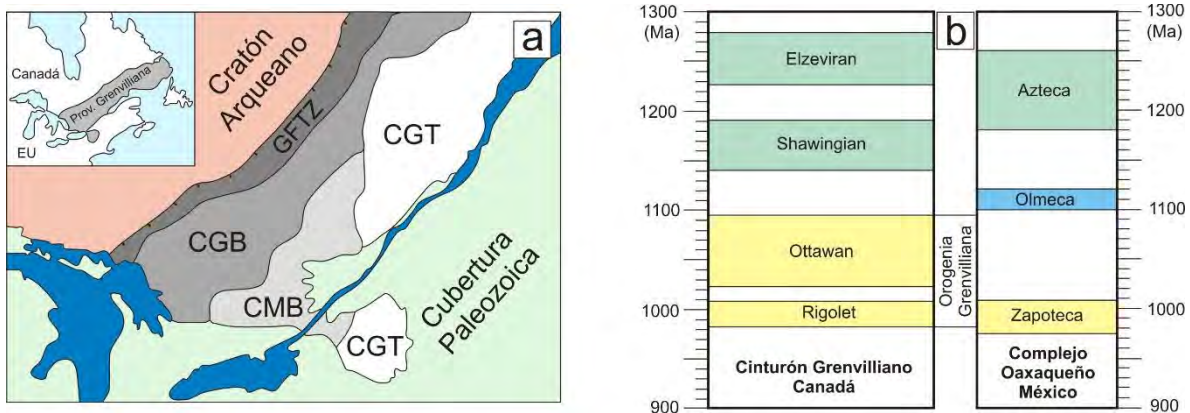 a
Canadá
Prov. Grenvilliana
EU
Cratón
Arqueano
GFTZ
CGT
CGB
CMB
CGT
Cubertura
Paleozoica
b
1300
(Ma)
1200
1100
1000
900
Elzeviran
Shawingian
Ottawan
Rigolet
Cinturón Grenvilliano
Canadá
Orogenia
Grenvilliana
Azteca
Olmeca
Zapoteca
Complejo
Oaxaqueño
México
1300
(Ma)
1200
1100
1000
900